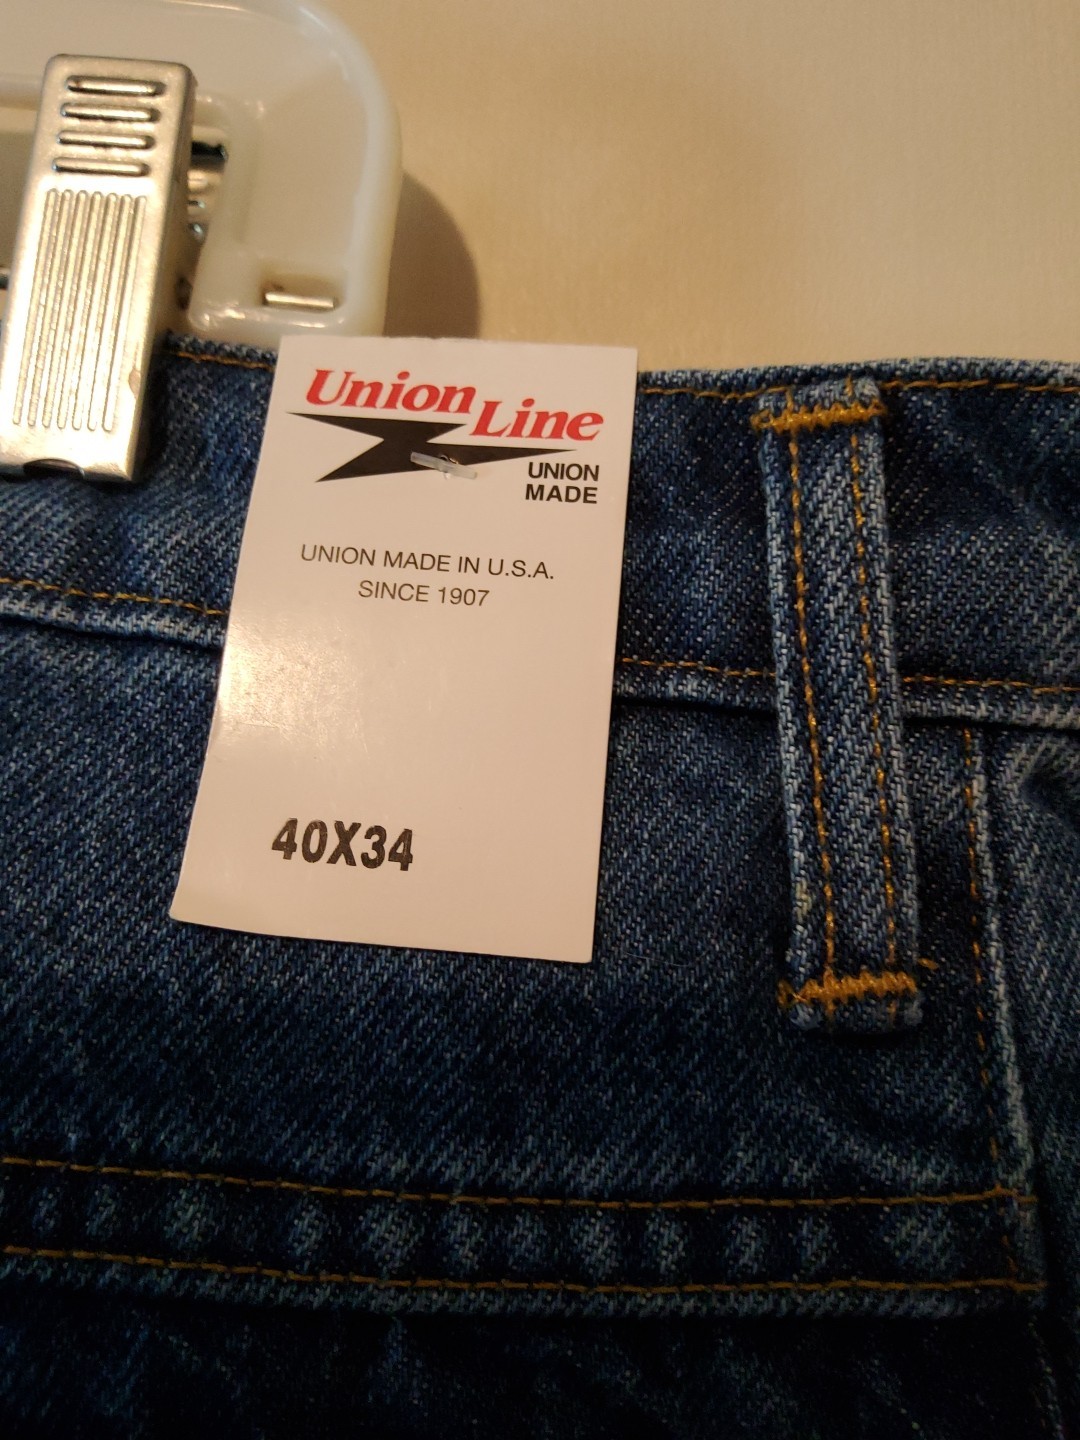 Union Line
UNION
MADE
UNION MADE IN U.S.A.
SINCE 1907
40X34